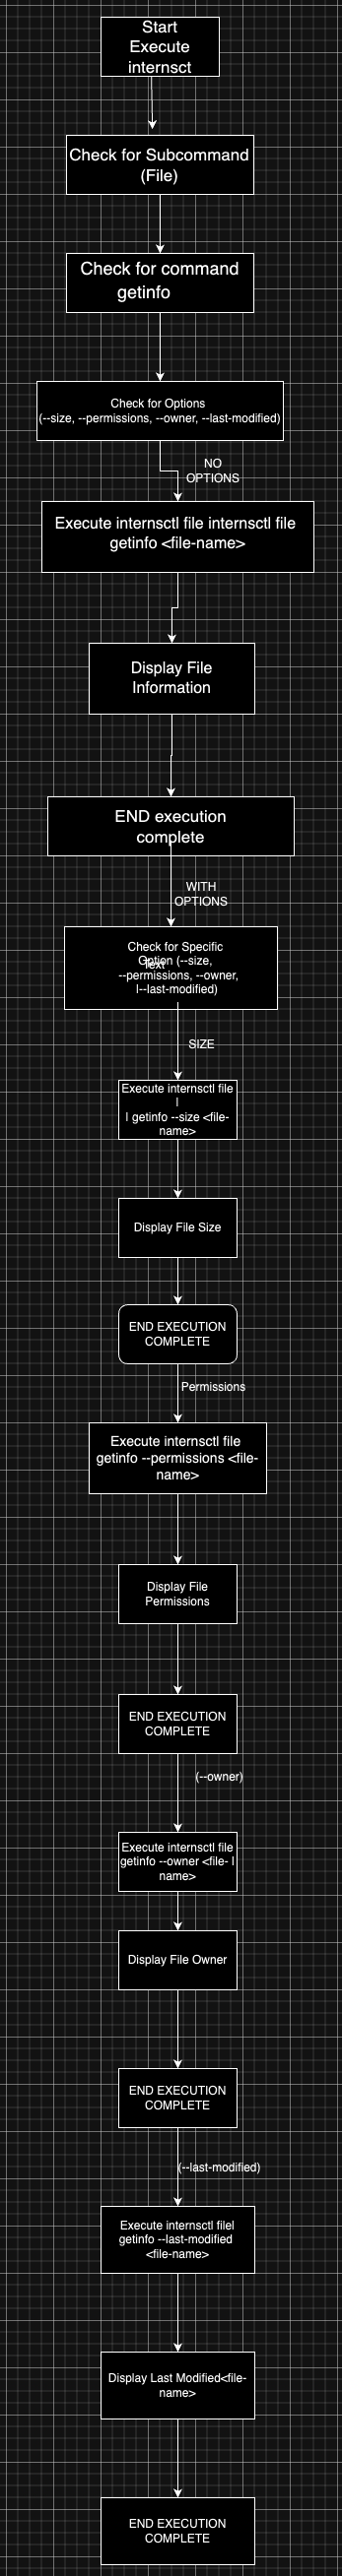 Start
Execute
internsct
Check for Subcommand
(File)
Check for command
getinfo
Check for Options
(--size, --permissions, --owner, --last-modified)
NO
OPTIONS
Execute internsctl file internsctl file
getinfo <file-name>
Display File
Information
END execution
complete
WITH
OPTIONS
Check for Specific
Option (--size,
Text
--permissions, --owner,
|--last-modified)
SIZE
Execute internsctl file
|
| getinfo --size <file-
name>
Display File Size
END EXECUTION
COMPLETE
Permissions
Execute internsctl file
getinfo --permissions <file-
name>
Display File
Permissions
END EXECUTION
COMPLETE
(--owner)
Execute internsctl file
getinfo --owner <file- |
name>
Display File Owner
END EXECUTION
COMPLETE
(--last-modified)
Execute internsctl filel
getinfo --last-modified
<file-name>
Display Last Modified<file-
name>
END EXECUTION
COMPLETE